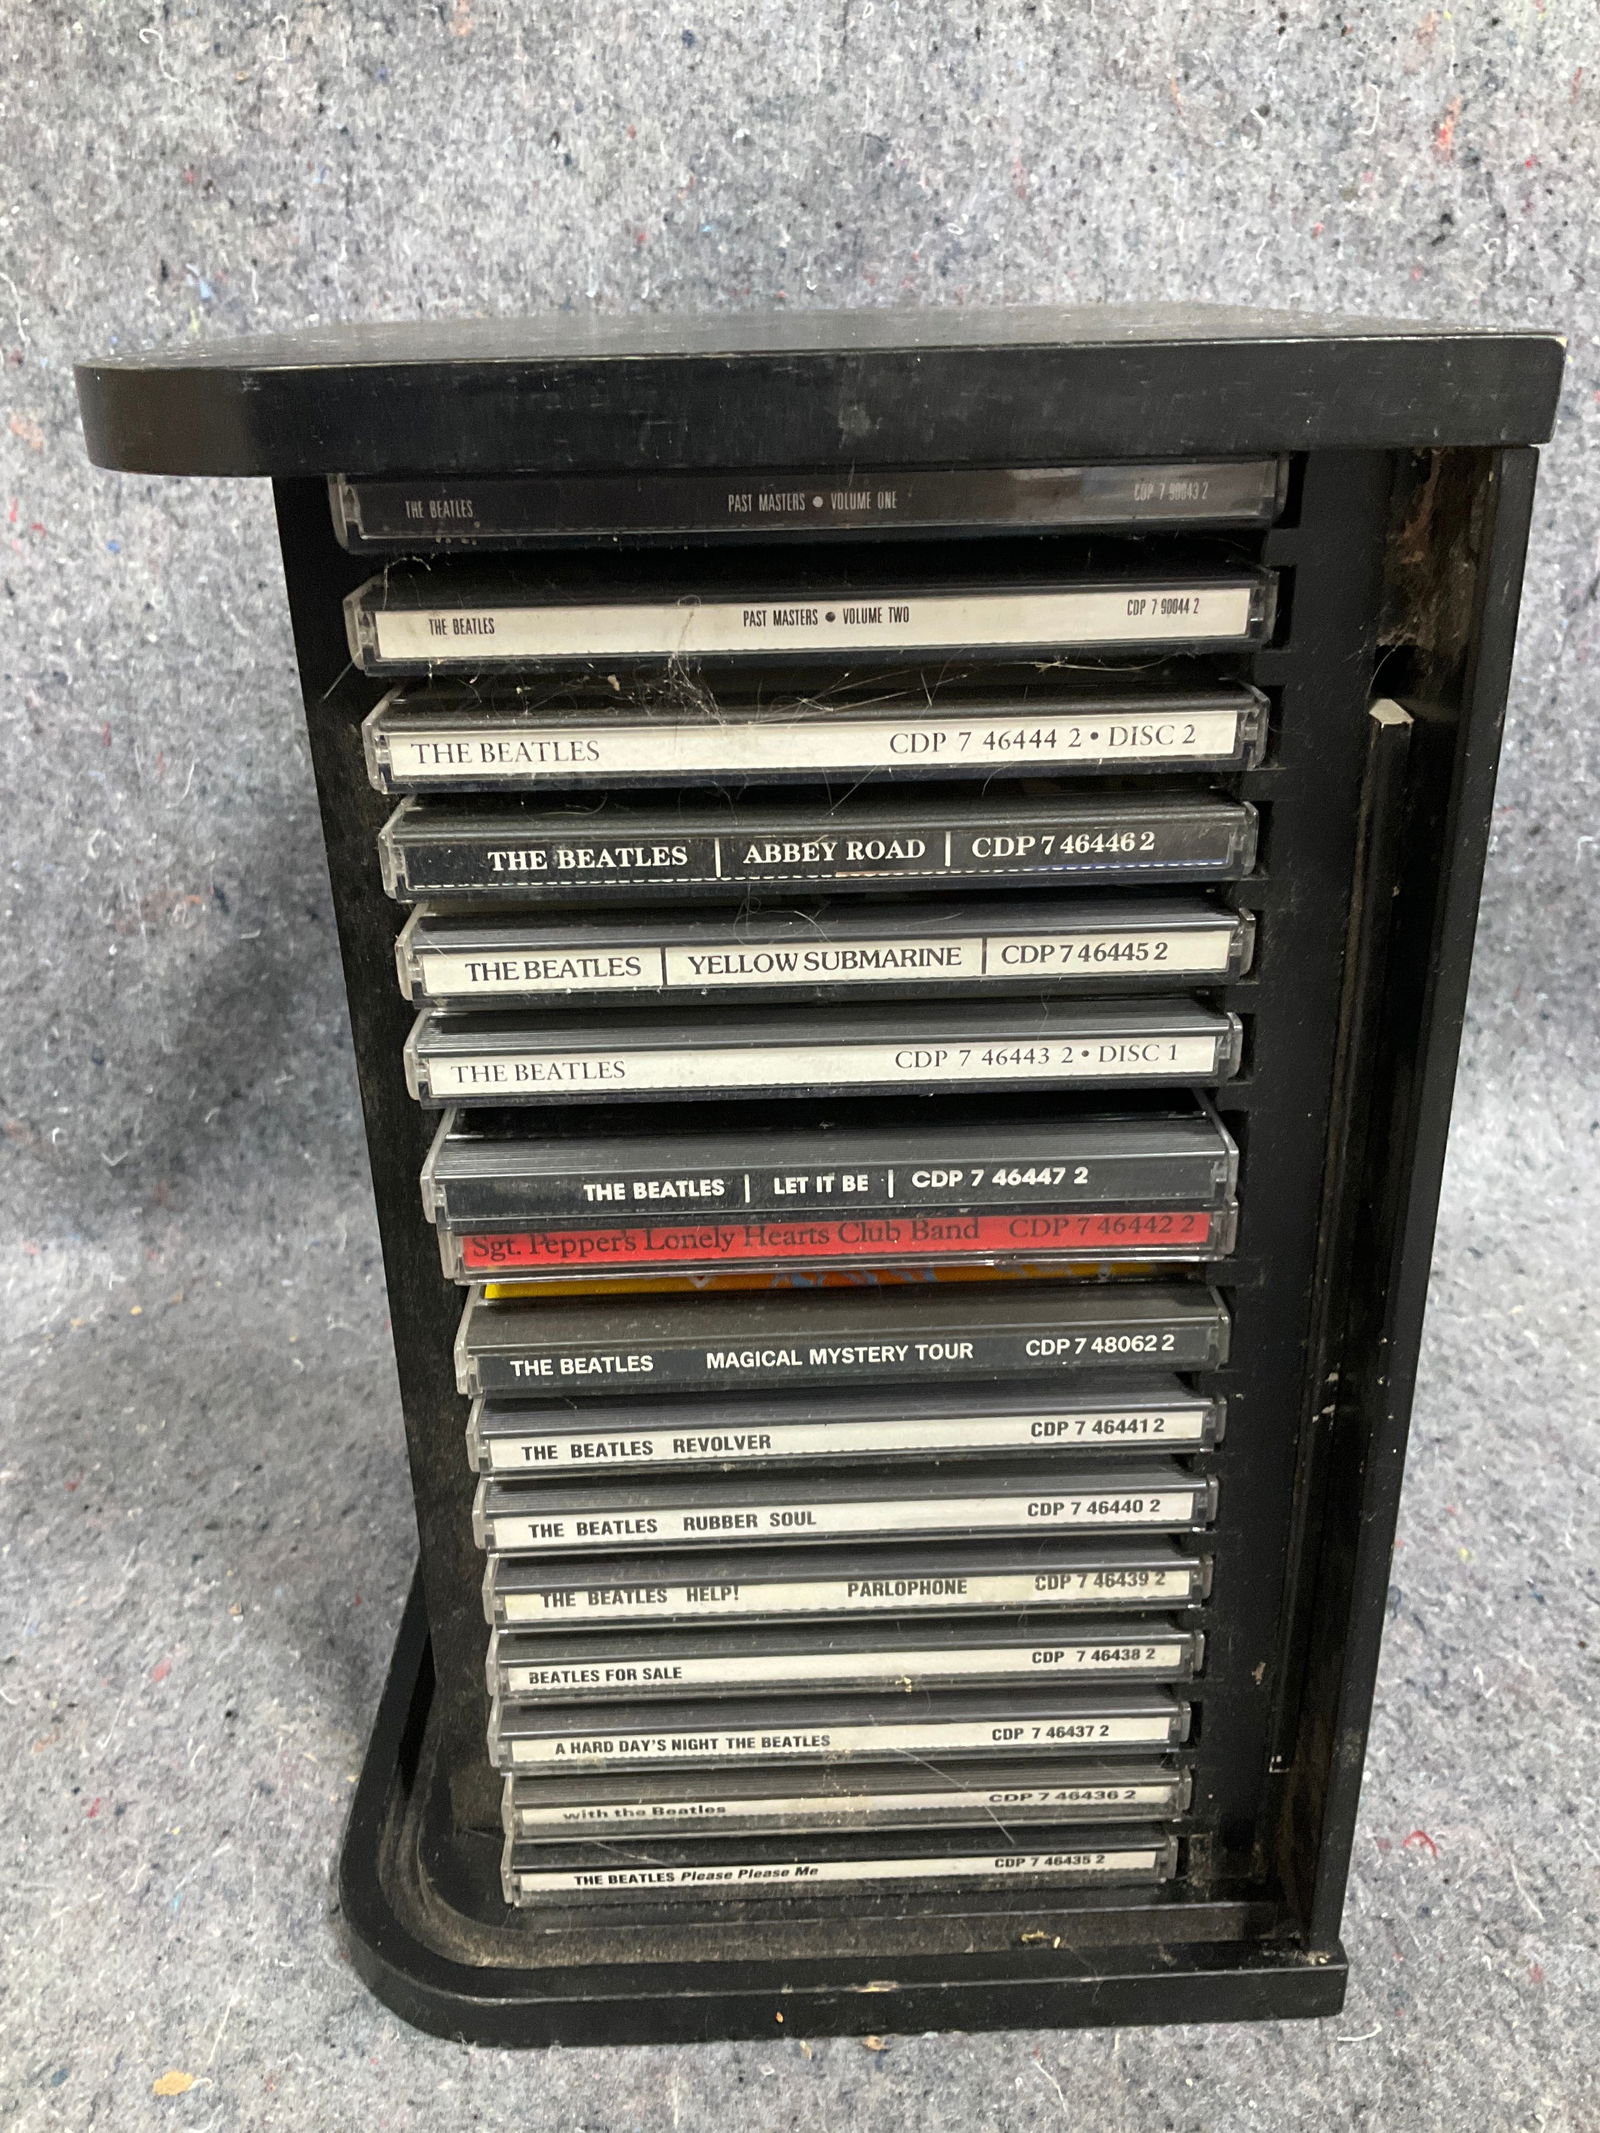 THE BEATLES PAST MASTERS • VOLUME ONE CDP 7 90043 2
THE BEATLES PAST MASTERS • VOLUME TWO CDP 7 90044 2
THE BEATLES CDP 7 46444 2 • DISC 2
THE BEATLES | ABBEY ROAD | CDP 7 46446 2
THE BEATLES | YELLOW SUBMARINE | CDP 7 46445 2
THE BEATLES CDP 7 46443 2 • DISC 1
THE BEATLES | LET IT BE | CDP 7 46447 2
Sgt. Pepper's Lonely Hearts Club Band CDP 7 46442 2
THE BEATLES MAGICAL MYSTERY TOUR CDP 7 48062 2
THE BEATLES REVOLVER CDP 7 46441 2
THE BEATLES RUBBER SOUL CDP 7 46440 2
THE BEATLES HELP! PARLOPHONE CDP 7 46439 2
BEATLES FOR SALE CDP 7 46438 2
A HARD DAY'S NIGHT THE BEATLES CDP 7 46437 2
with the Beatles CDP 7 46436 2
THE BEATLES Please Please Me CDP 7 46435 2